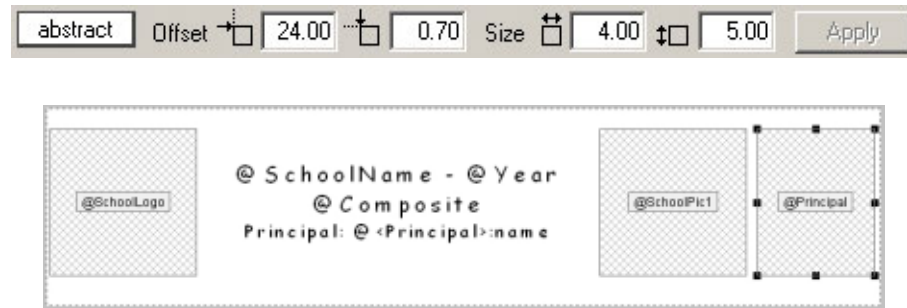 abstract Offset 24.00 0.70 Size 4.00 5.00 Apply
@SchoolLogo
@SchoolName - @Year
@Composite
Principal: @<Principal>:name
@SchoolPic1
@Principal